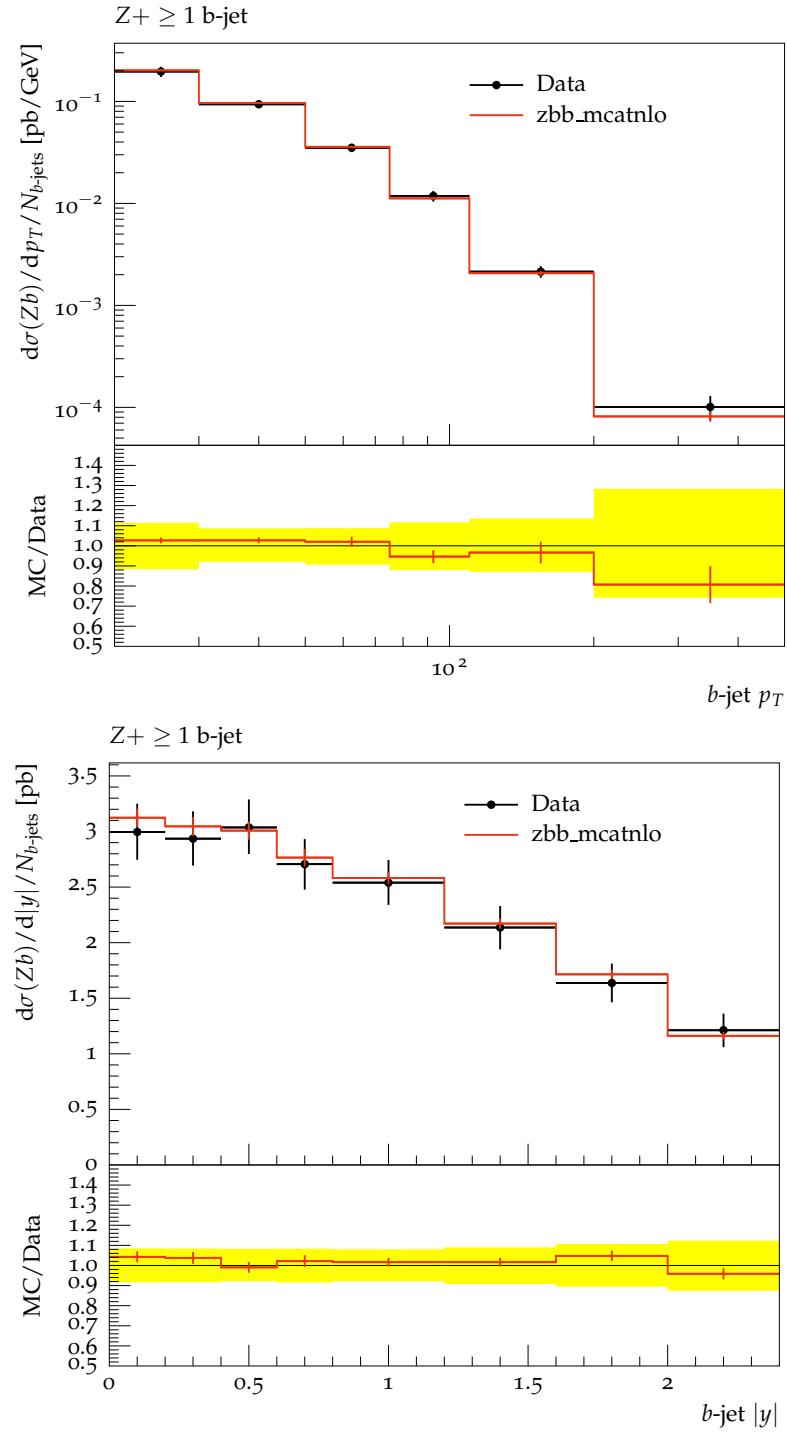 Z+ ≥ 1 b-jet
dσ(Zb)/dp_T/N_{b-jets} [pb/GeV]
Data
zbb_mcatnlo
10^{−1}
10^{−2}
10^{−3}
10^{−4}
MC/Data
1.4
1.3
1.2
1.1
1.0
0.9
0.8
0.7
0.6
0.5
10^2
b-jet p_T
Z+ ≥ 1 b-jet
dσ(Zb)/d|y|/N_{b-jets} [pb]
Data
zbb_mcatnlo
3.5
3
2.5
2
1.5
1
0.5
0
MC/Data
1.4
1.3
1.2
1.1
1.0
0.9
0.8
0.7
0.6
0.5
0 0.5 1 1.5 2
b-jet |y|